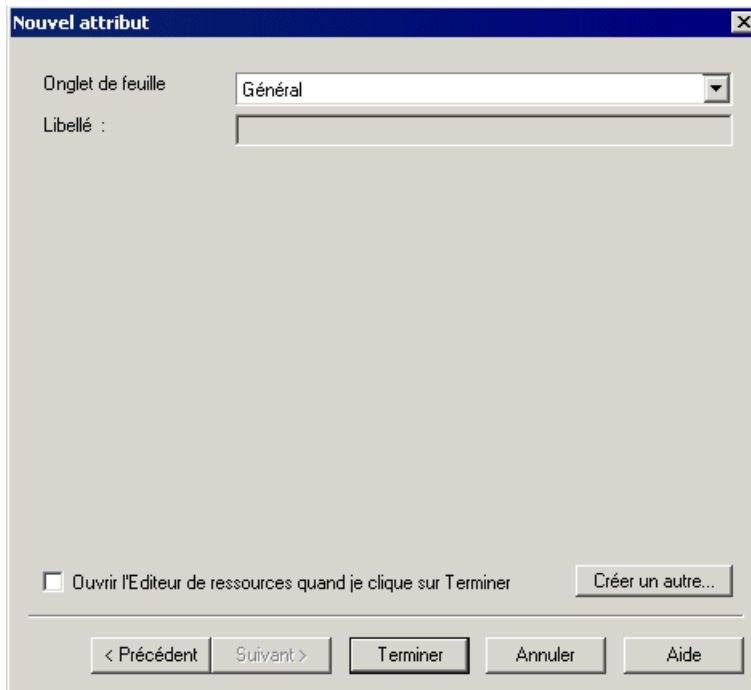 Nouvel attribut
Onglet de feuille
Général
Libellé :
Ouvrir l'Editeur de ressources quand je clique sur Terminer
Créer un autre...
< Précédent
Suivant >
Terminer
Annuler
Aide